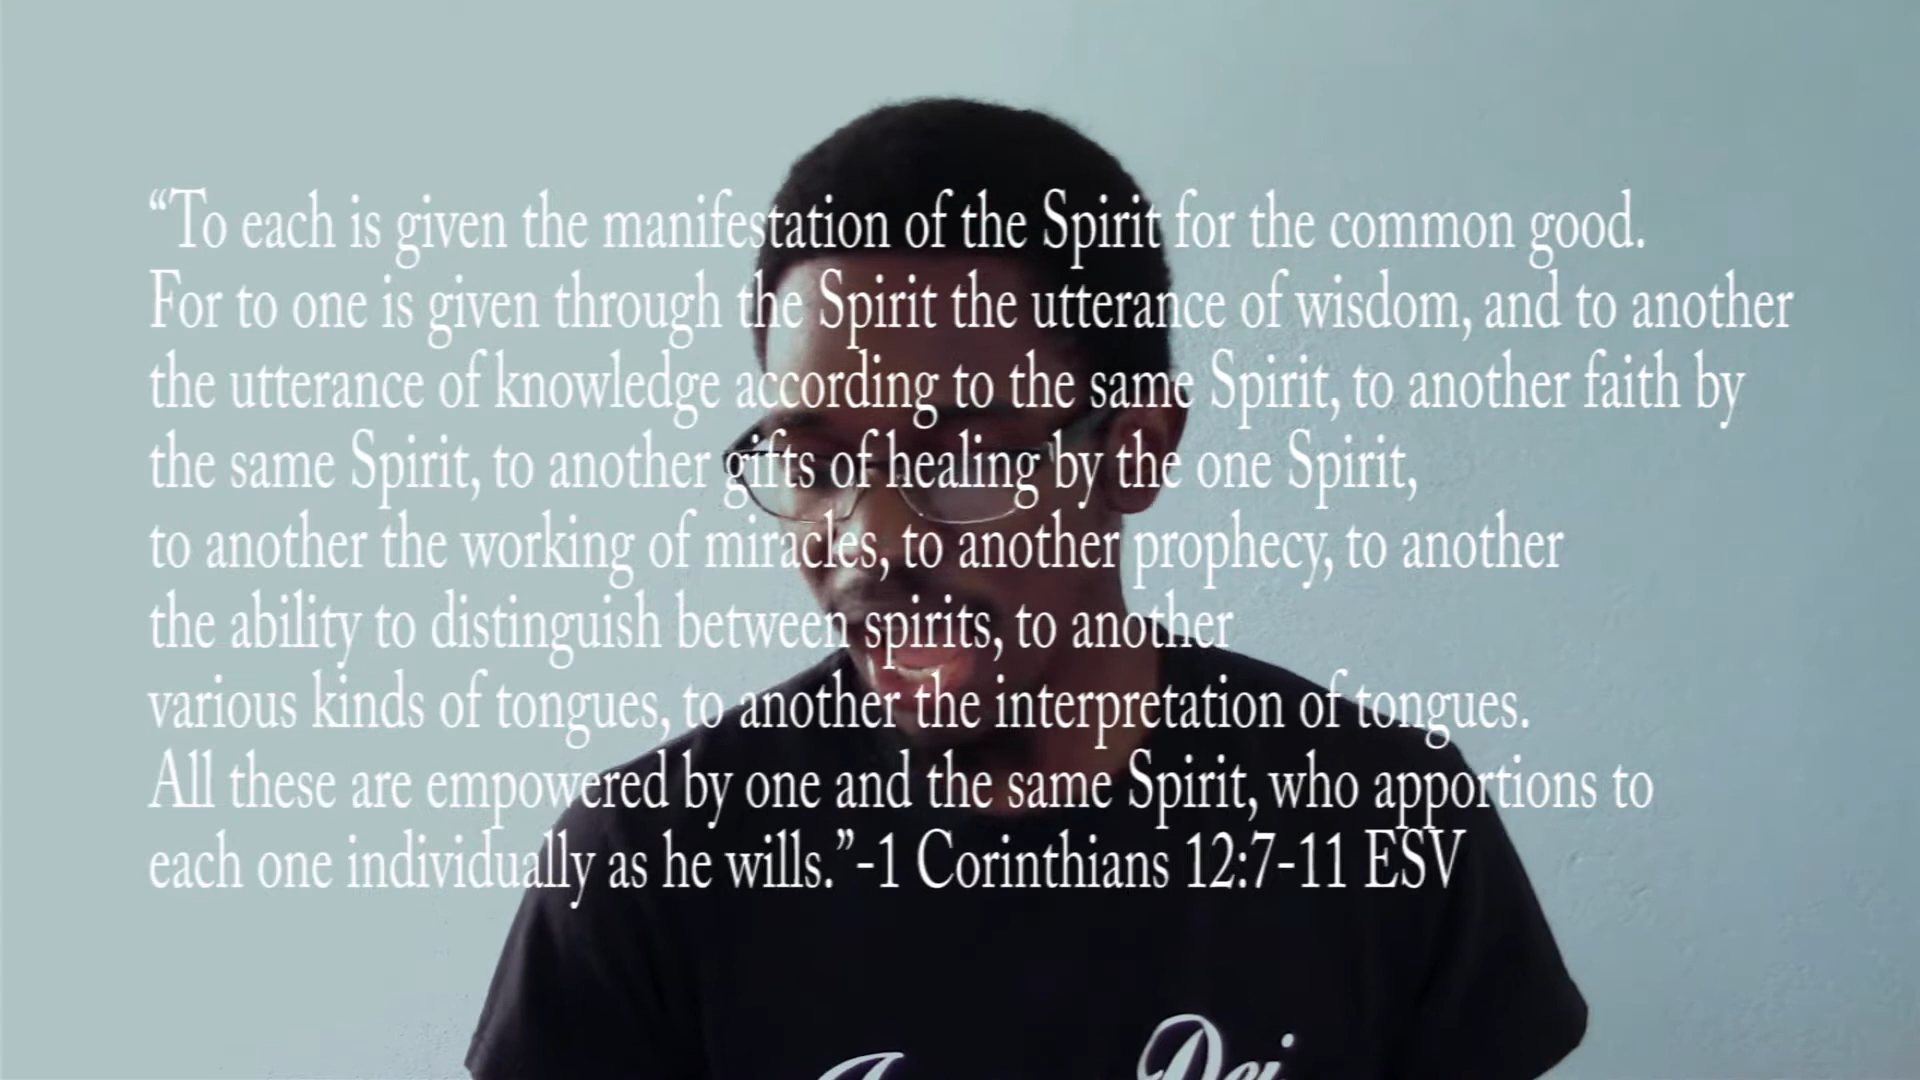 “To each is given the manifestation of the Spirit for the common good.
For to one is given through the Spirit the utterance of wisdom, and to another
the utterance of knowledge according to the same Spirit, to another faith by
the same Spirit, to another gifts of healing by the one Spirit,
to another the working of miracles, to another prophecy, to another
the ability to distinguish between spirits, to another
various kinds of tongues, to another the interpretation of tongues.
All these are empowered by one and the same Spirit, who apportions to
each one individually as he wills.”-1 Corinthians 12:7-11 ESV
Dei